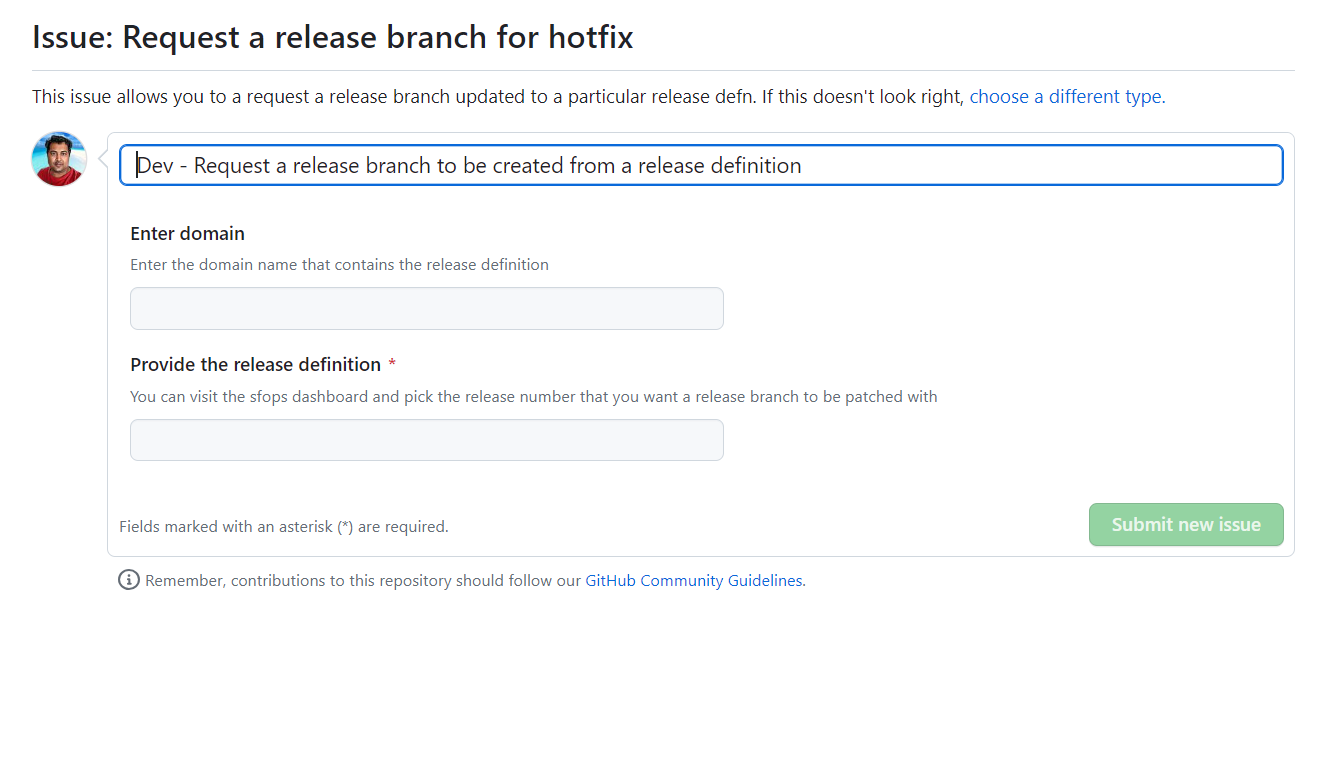 Issue: Request a release branch for hotfix
This issue allows you to a request a release branch updated to a particular release defn. If this doesn't look right, choose a different type.
Dev - Request a release branch to be created from a release definition
Enter domain
Enter the domain name that contains the release definition
Provide the release definition *
You can visit the sfops dashboard and pick the release number that you want a release branch to be patched with
Fields marked with an asterisk (*) are required.
Submit new issue
Remember, contributions to this repository should follow our GitHub Community Guidelines.